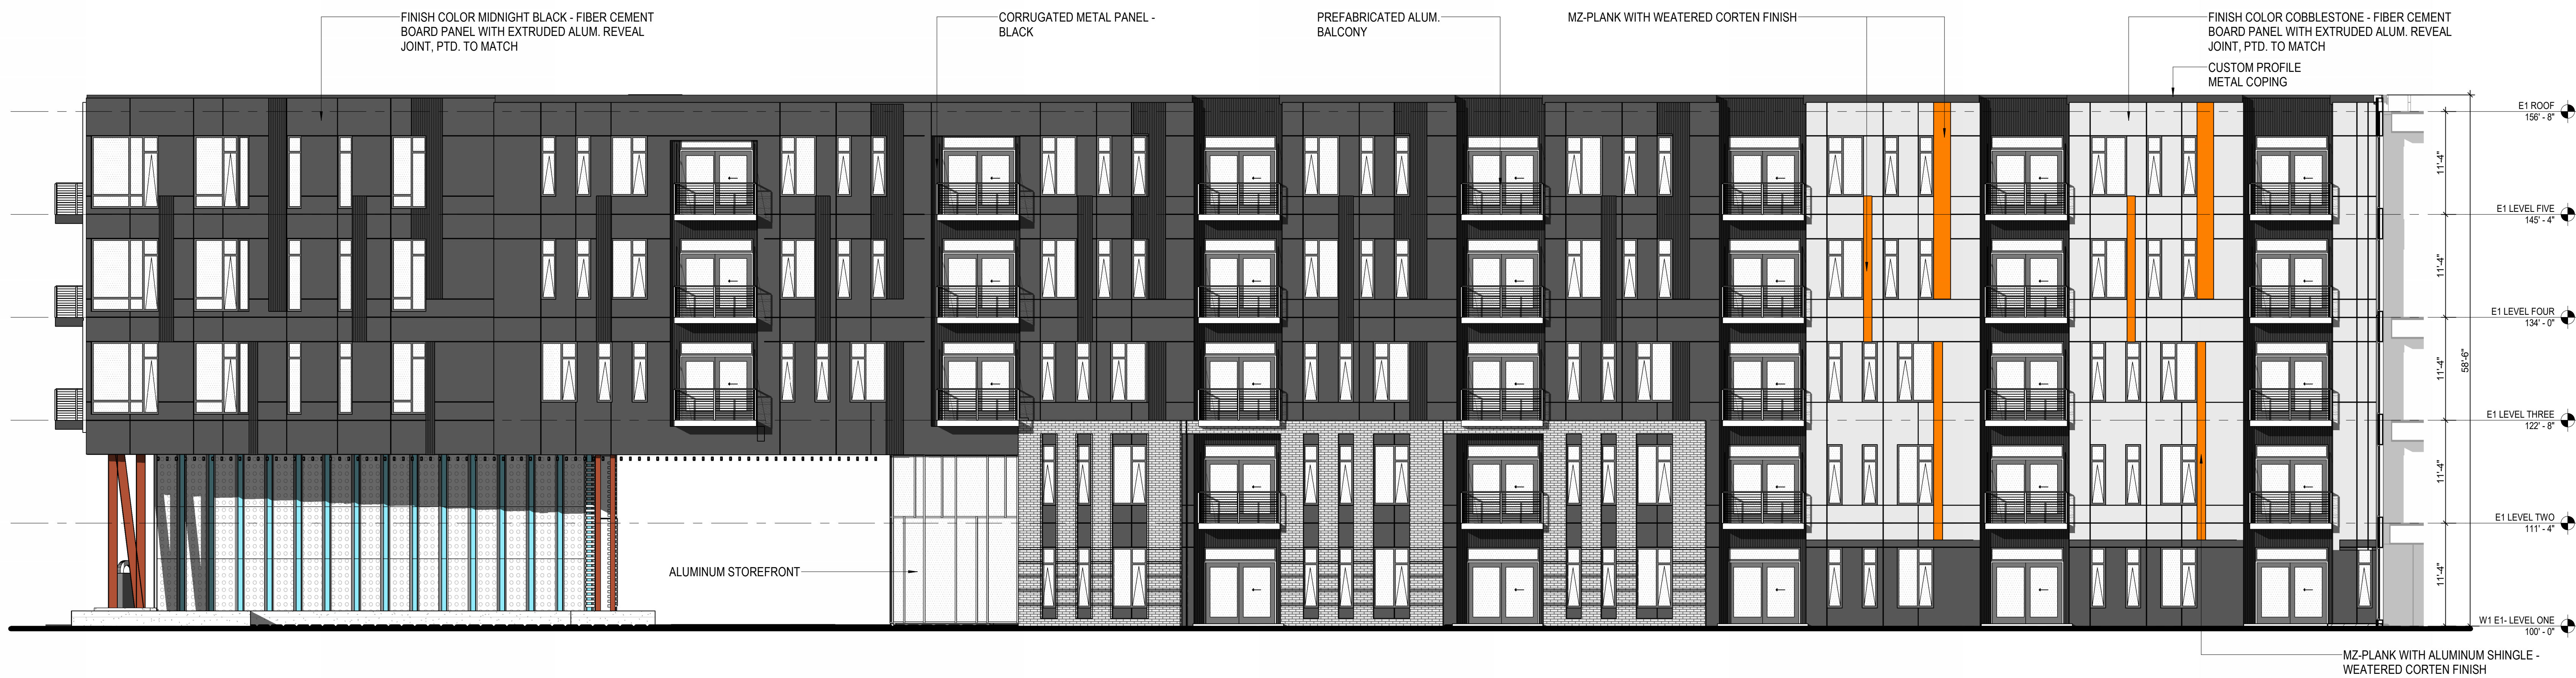 FINISH COLOR MIDNIGHT BLACK - FIBER CEMENT
BOARD PANEL WITH EXTRUDED ALUM. REVEAL
JOINT, PTD. TO MATCH
CORRUGATED METAL PANEL -
BLACK
PREFABRICATED ALUM.
BALCONY
MZ-PLANK WITH WEATERED CORTEN FINISH
FINISH COLOR COBBLESTONE - FIBER CEMENT
BOARD PANEL WITH EXTRUDED ALUM. REVEAL
JOINT, PTD. TO MATCH
CUSTOM PROFILE
METAL COPING
E1 ROOF
156' - 8"
11'-4"
E1 LEVEL FIVE
145' - 4"
11'-4"
E1 LEVEL FOUR
134' - 0"
11'-4"
58'-6"
E1 LEVEL THREE
122' - 8"
11'-4"
E1 LEVEL TWO
111' - 4"
11'-4"
ALUMINUM STOREFRONT
W1 E1- LEVEL ONE
100' - 0"
MZ-PLANK WITH ALUMINUM SHINGLE -
WEATERED CORTEN FINISH